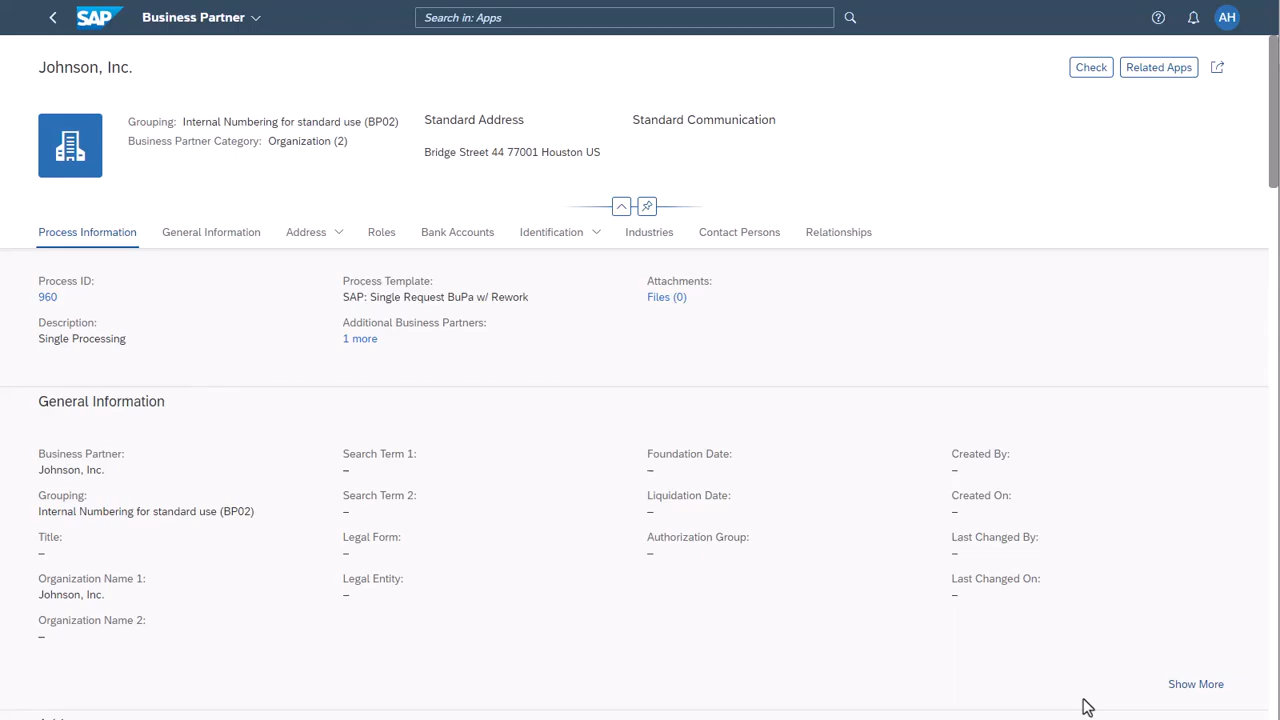 SAP Business Partner Search in: Apps AH
Johnson, Inc. Check Related Apps
Grouping: Internal Numbering for standard use (BP02) Standard Address Standard Communication
Business Partner Category: Organization (2)
Bridge Street 44 77001 Houston US
Process Information General Information Address Roles Bank Accounts Identification Industries Contact Persons Relationships
Process ID: Process Template: Attachments:
960 SAP: Single Request BuPa w/ Rework Files (0)
Description: Additional Business Partners:
Single Processing 1 more
General Information
Business Partner: Search Term 1: Foundation Date: Created By:
Johnson, Inc. – – –
Grouping: Search Term 2: Liquidation Date: Created On:
Internal Numbering for standard use (BP02) – – –
Title: Legal Form: Authorization Group: Last Changed By:
– – – –
Organization Name 1: Legal Entity: Last Changed On:
Johnson, Inc. – –
Organization Name 2:
–
Show More